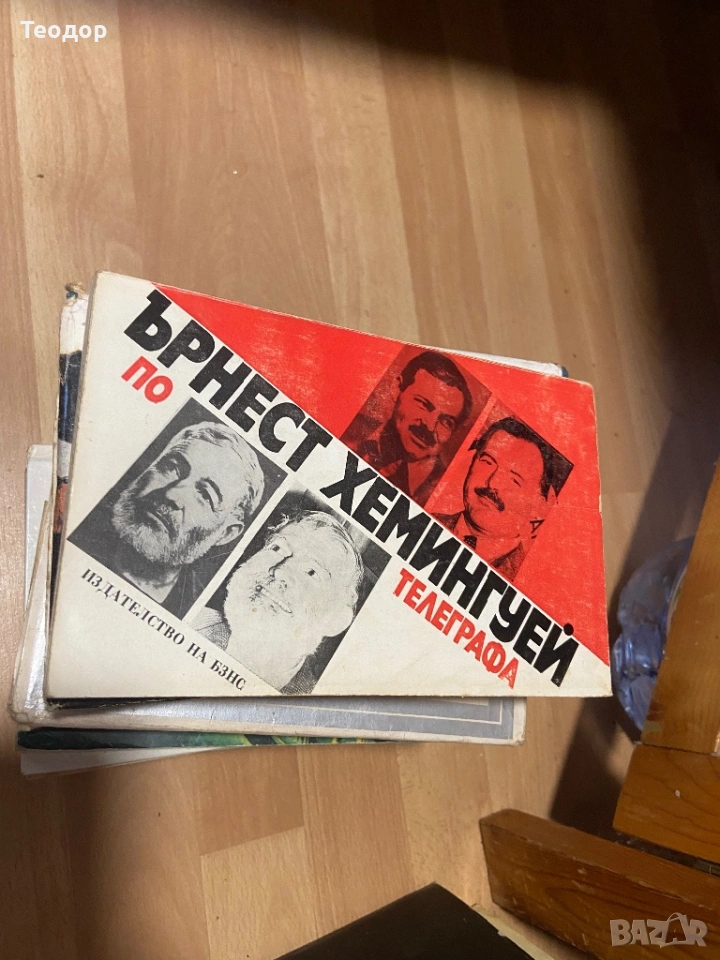 Теодор
ЪРНЕСТ ХЕМИНГУЕЙ
ПО
ТЕЛЕГРАФА
ИЗДАТЕЛСТВО НА БЗНС
BAZAR